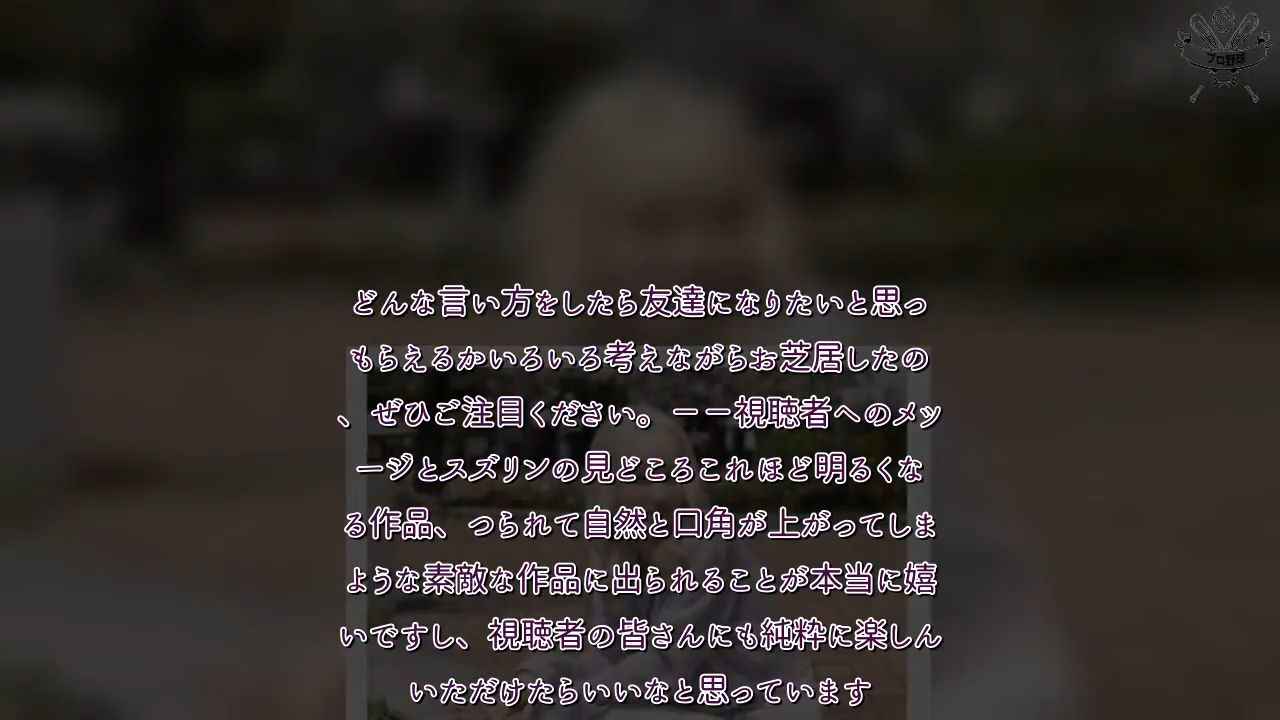 プロ野球
どんな言い方をしたら友達になりたいと思っ
もらえるかいろいろ考えながらお芝居したの
、ぜひご注目ください。ーー視聴者へのメッ
ージとスズリンの見どころこれほど明るくな
る作品、つられて自然と口角が上がってしま
ような素敵な作品に出られることが本当に嬉
いですし、視聴者の皆さんにも純粋に楽しん
いただけたらいいなと思っています